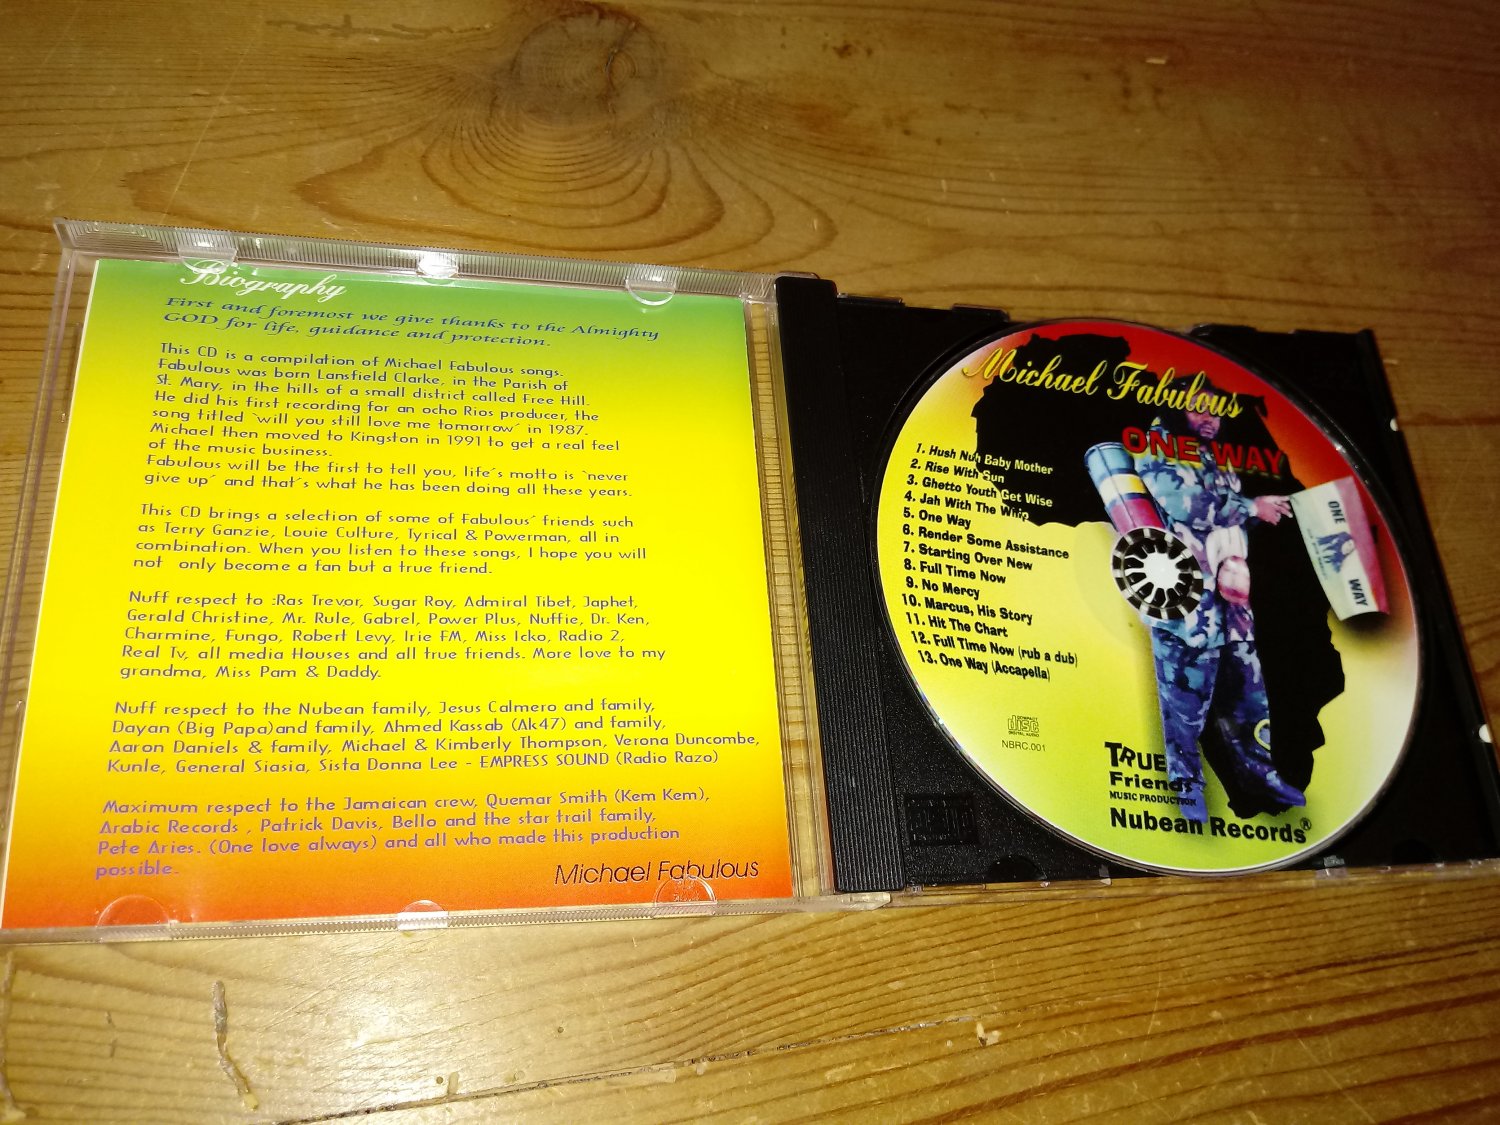 Biography
First and foremost we give thanks to the Almighty
GOD for life, guidance and protection.
This CD is a compilation of Michael Fabulous songs.
Fabulous was born Lansfield Clarke, in the Parish of
St. Mary, in the hills of a small district called Free Hill.
He did his first recording for an ocho Rios producer, the
song titled `will you still love me tomorrow´ in 1987.
Michael then moved to Kingston in 1991 to get a real feel
of the music business.
Fabulous will be the first to tell you, life´s motto is `never
give up´ and that´s what he has been doing all these years.
This CD brings a selection of some of Fabulous´ friends such
as Terry Ganzie, Louie Culture, Tyrical & Powerman, all in
combination. When you listen to these songs, I hope you will
not only become a fan but a true friend.
Nuff respect to :Ras Trevor, Sugar Roy, Admiral Tibet, Japhet,
Gerald Christine, Mr. Rule, Gabrel, Power Plus, Nuffie, Dr. Ken,
Charmine, Fungo, Robert Levy, Irie FM, Miss Icko, Radio 2,
Real Tv, all media Houses and all true friends. More love to my
grandma, Miss Pam & Daddy.
Nuff respect to the Nubean family, Jesus Calmero and family,
Dayan (Big Papa)and family, Ahmed Kassab (Ak47) and family,
Aaron Daniels & family, Michael & Kimberly Thompson, Verona Duncombe,
Kunle, General Siasia, Sista Donna Lee - EMPRESS SOUND (Radio Razo)
Maximum respect to the Jamaican crew, Quemar Smith (Kem Kem),
Arabic Records , Patrick Davis, Bello and the star trail family,
Pete Aries. (One love always) and all who made this production
possible.
Michael Fabulous
Michael Fabulous
ONE WAY
1. Hush Nuh Baby Mother
2. Rise With Sun
3. Ghetto Youth Get Wise
4. Jah With The Whip
5. One Way
6. Render Some Assistance
7. Starting Over New
8. Full Time Now
9. No Mercy
10. Marcus, His Story
11. Hit The Chart
12. Full Time Now (rub a dub)
13. One Way (Accapella)
ONE
WAY
COMPACT
disc
DIGITAL AUDIO
NBRC.001
TRUE
Friends
MUSIC PRODUCTION
Nubean Records®